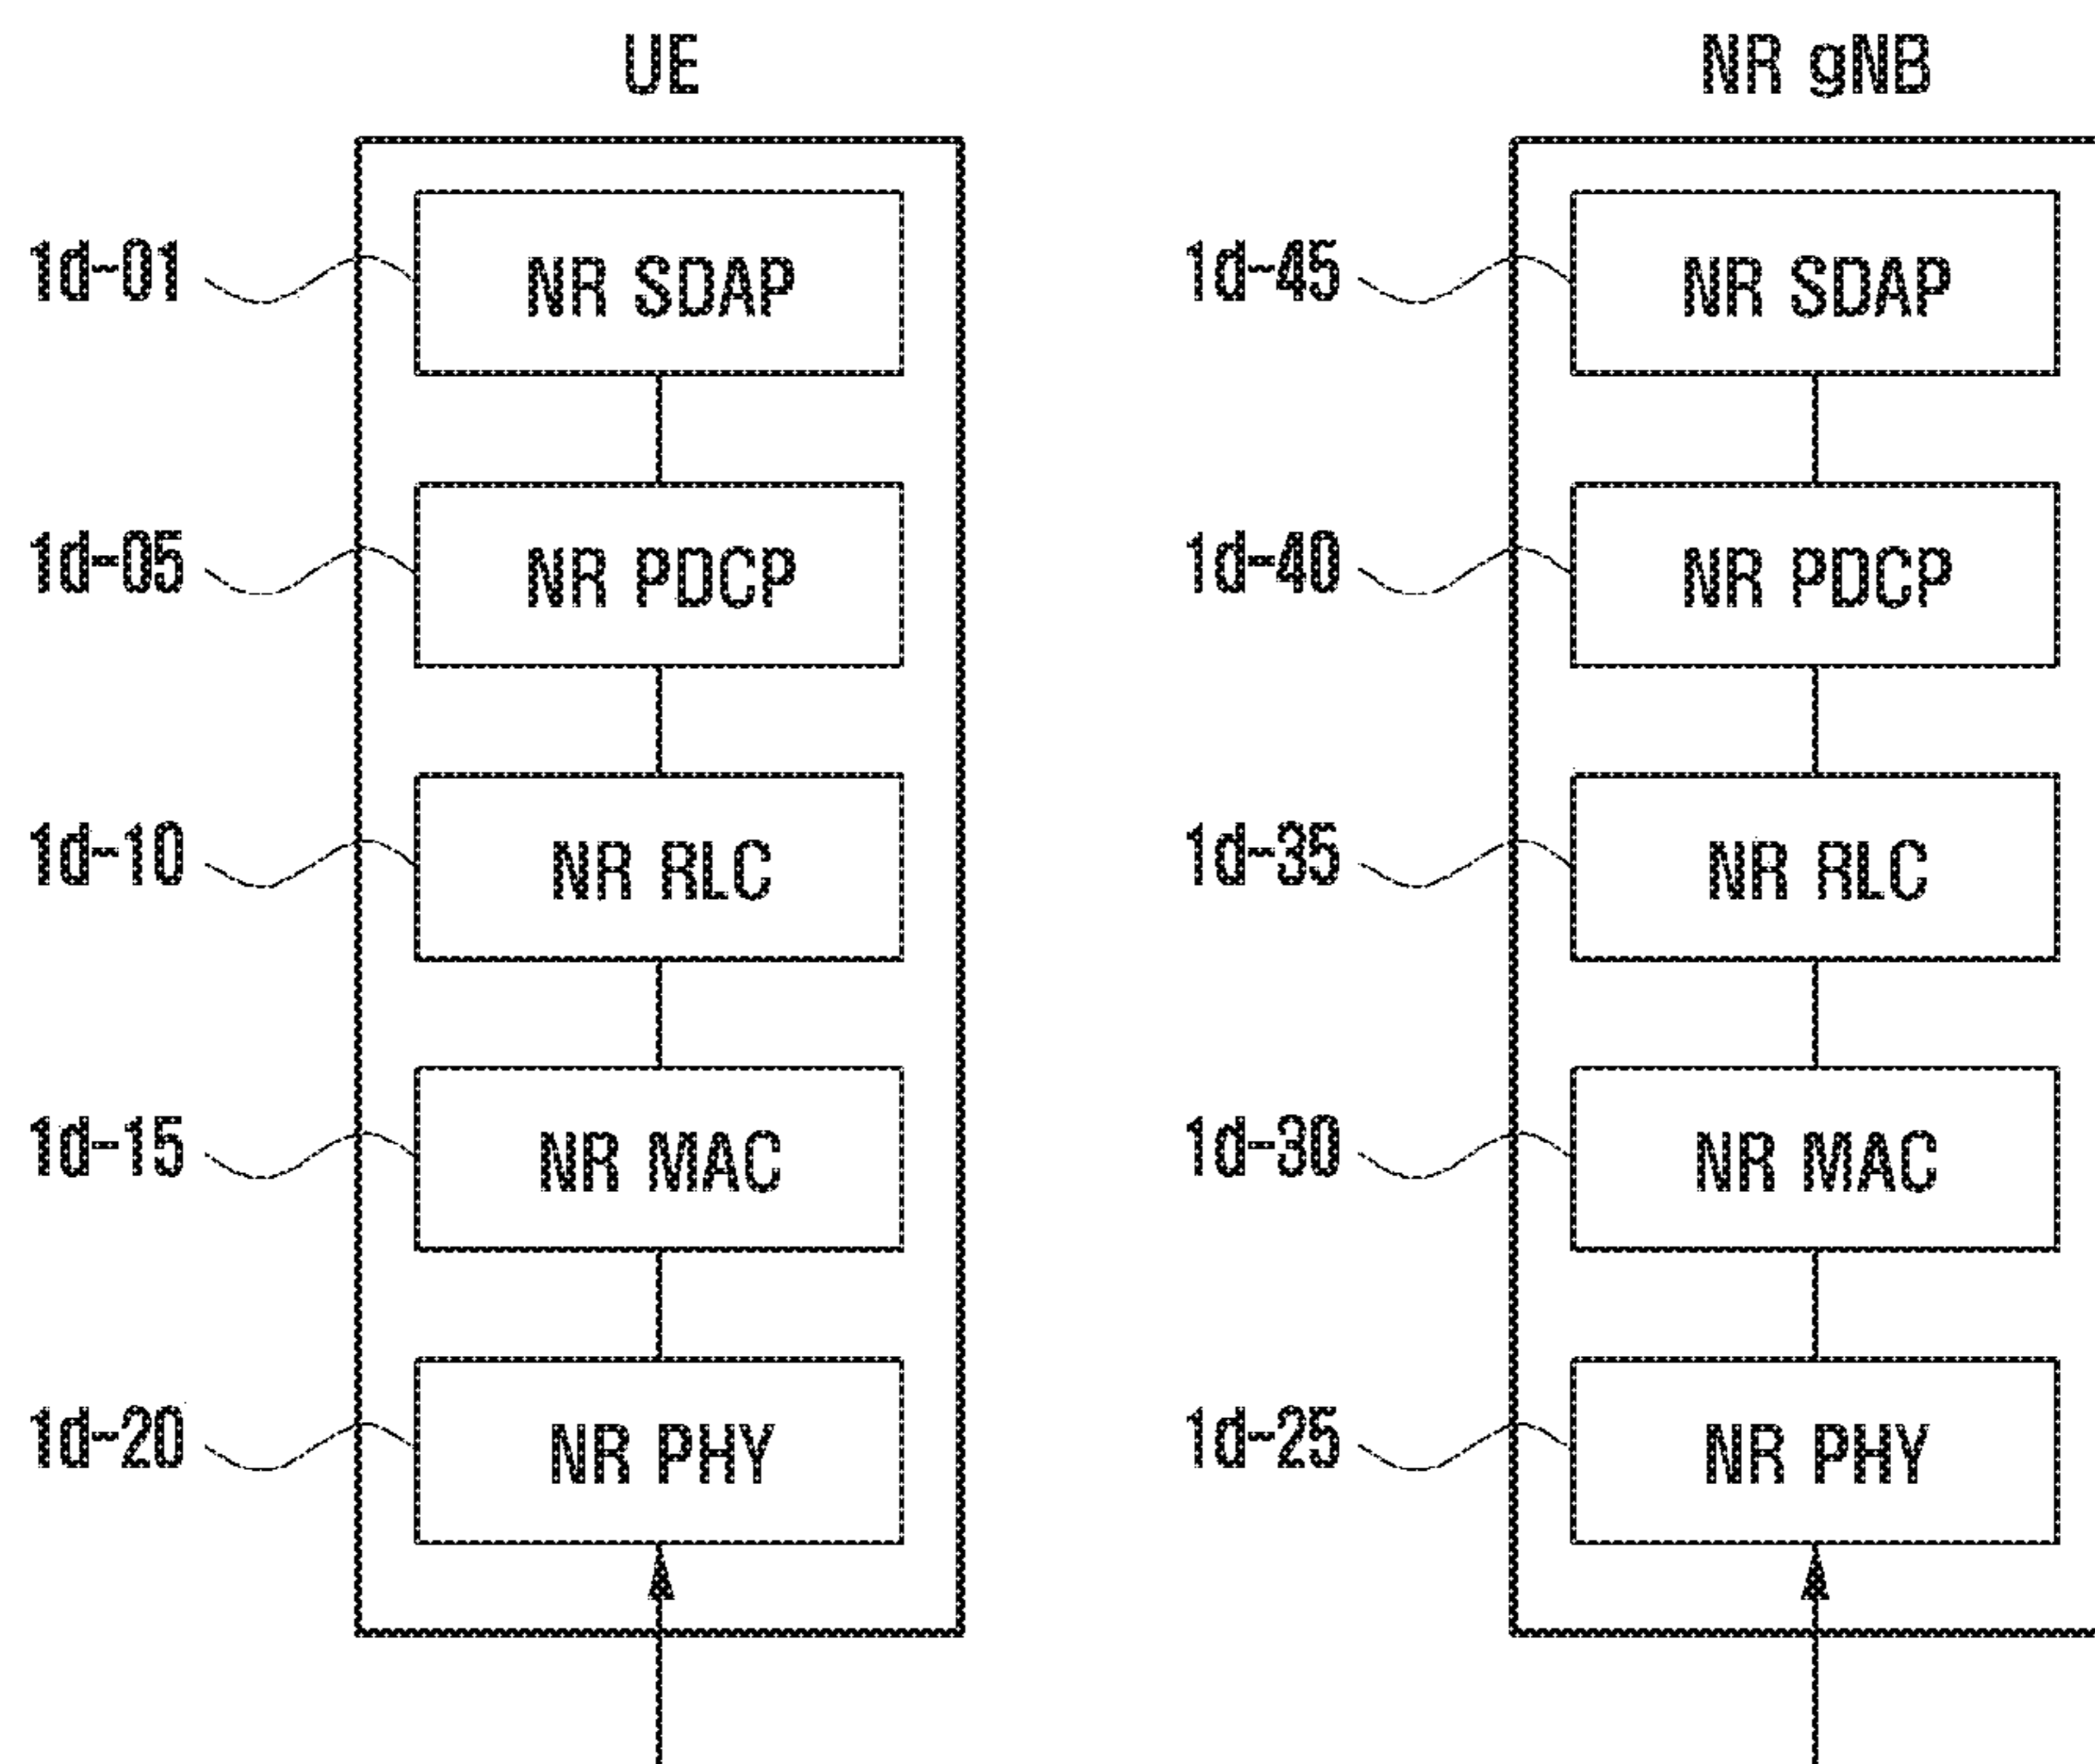 UE
NR gNB
1d-01
NR SDAP
1d-45
NR SDAP
1d-05
NR PDCP
1d-40
NR PDCP
1d-10
NR RLC
1d-35
NR RLC
1d-15
NR MAC
1d-30
NR MAC
1d-20
NR PHY
1d-25
NR PHY